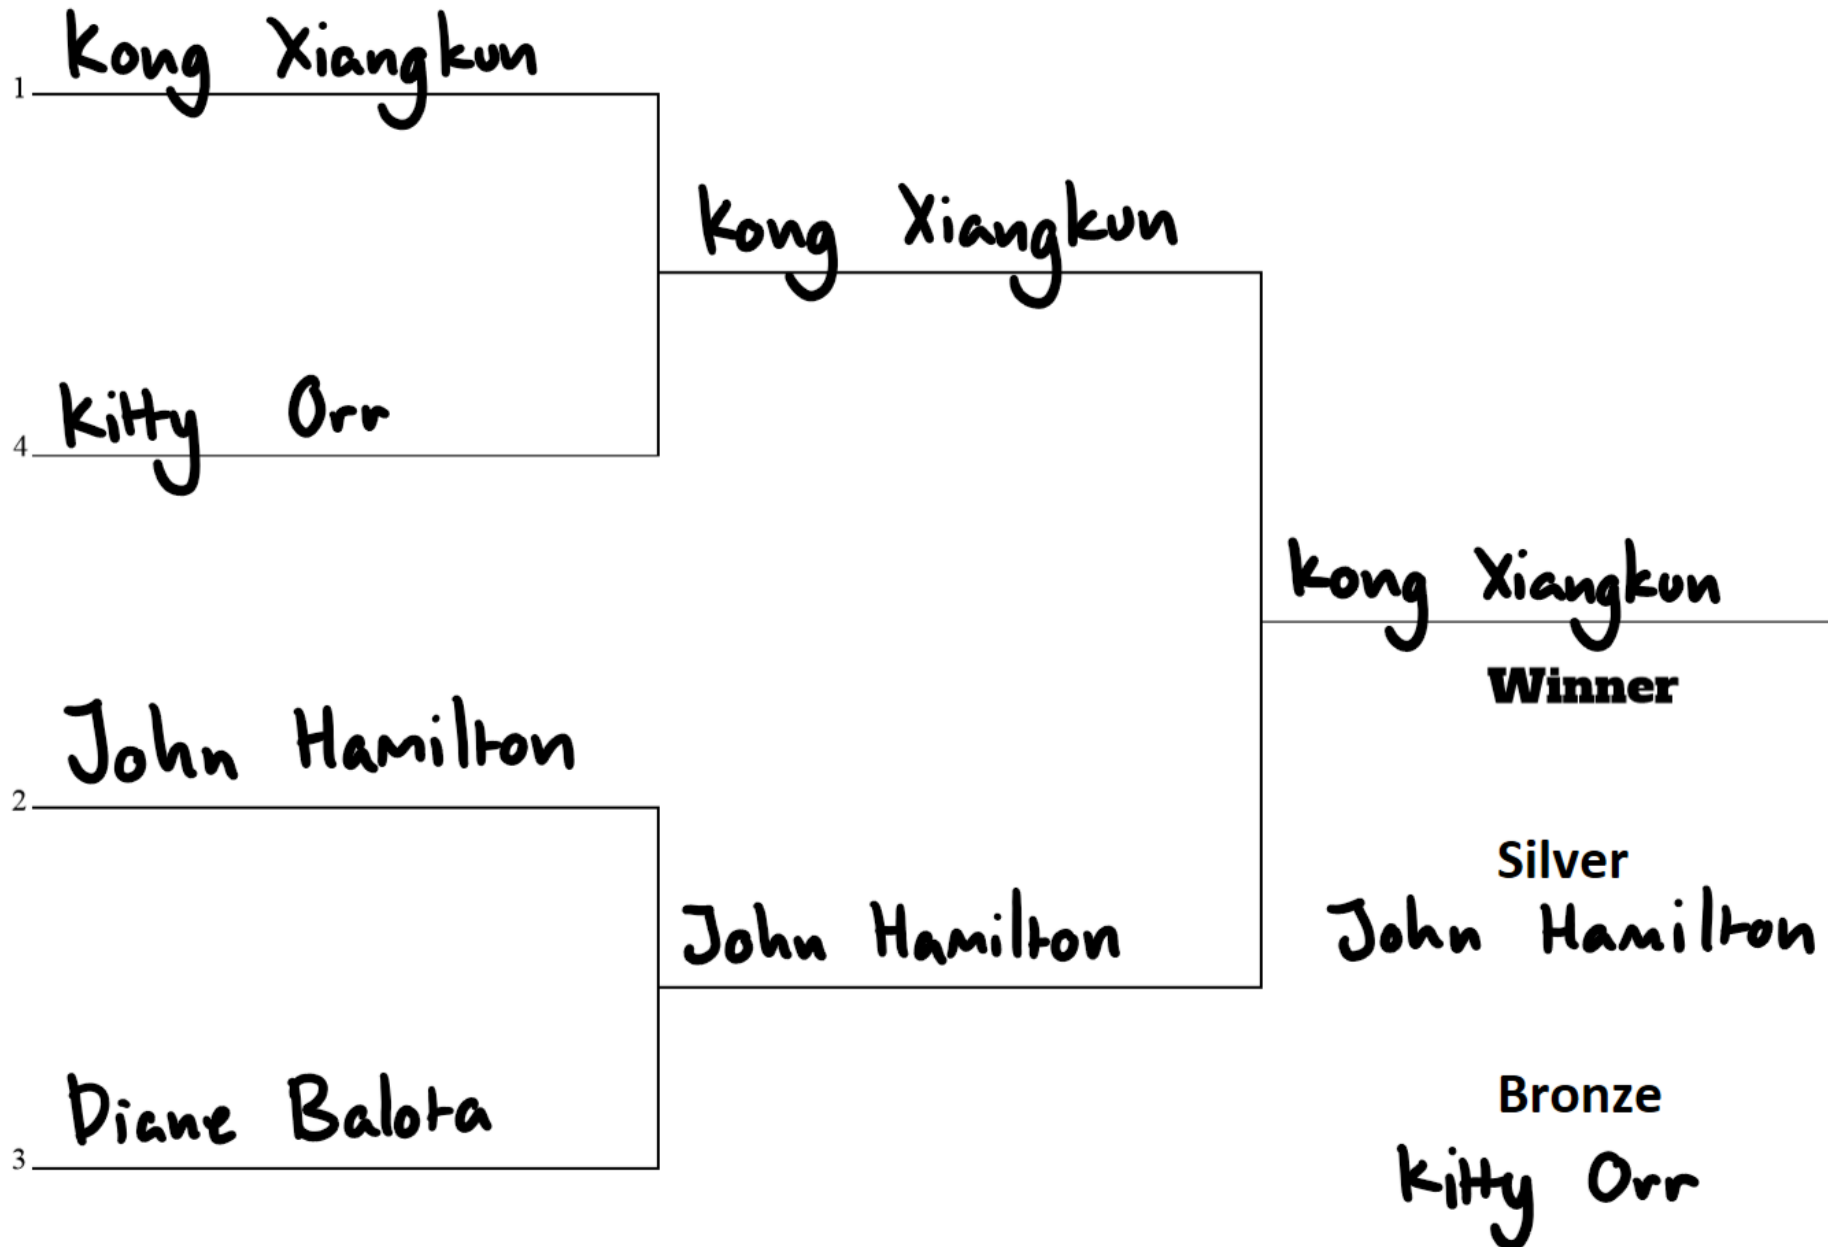 1 Kong Xiangkun
Kong Xiangkun
4 Kitty Orr
Kong Xiangkun
Winner
2 John Hamilton
Silver
John Hamilton
John Hamilton
3 Diane Balota
Bronze
Kitty Orr